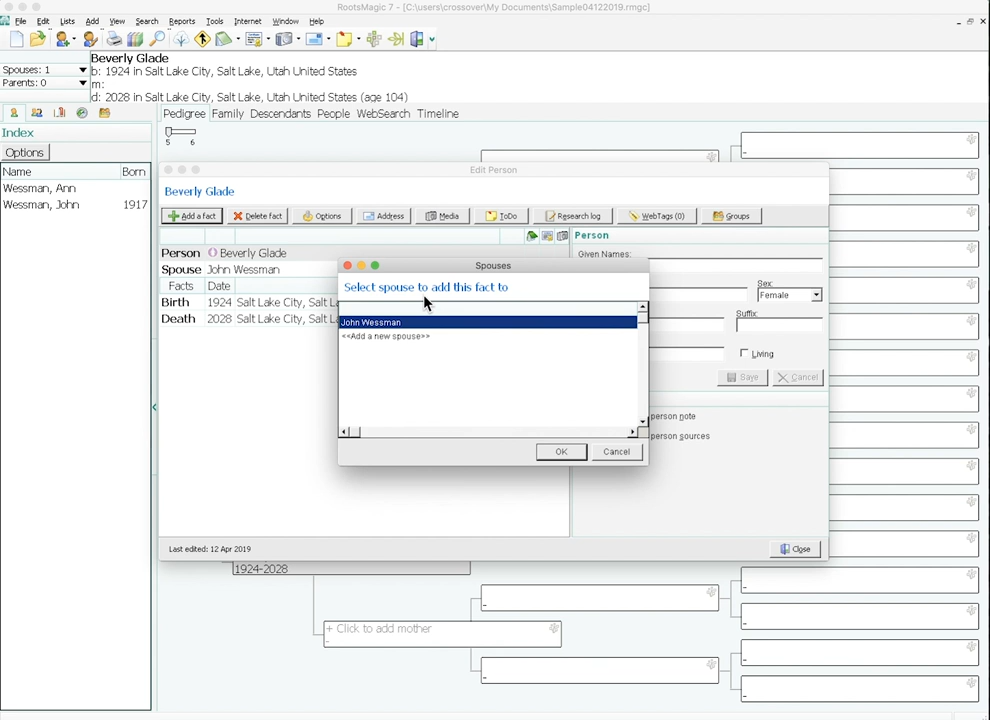 RootsMagic 7 - [C:\users\crossover\My Documents\Sample04122019.rmgc]
File Edit Lists Add View Search Reports Tools Internet Window Help
Beverly Glade
Spouses: 1
b: 1924 in Salt Lake City, Salt Lake, Utah United States
Parents: 0
m:
d: 2028 in Salt Lake City, Salt Lake, Utah United States (age 104)
Pedigree Family Descendants People WebSearch Timeline
Index
5 6
Options
Name Born
Wessman, Ann
Wessman, John 1917
Edit Person
Beverly Glade
Add a fact Delete fact Options Address Media ToDo Research log WebTags (0) Groups
Person
Person Beverly Glade
Given Names:
Spouse John Wessman
Facts Date
Birth 1924 Salt Lake City, Salt L
Death 2028 Salt Lake City, Salt L
Sex:
Female
Suffix:
Living
Save Cancel
person note
person sources
Spouses
Select spouse to add this fact to
John Wessman
<<Add a new spouse>>
OK Cancel
Last edited: 12 Apr 2019
Close
1924-2028
+ Click to add mother